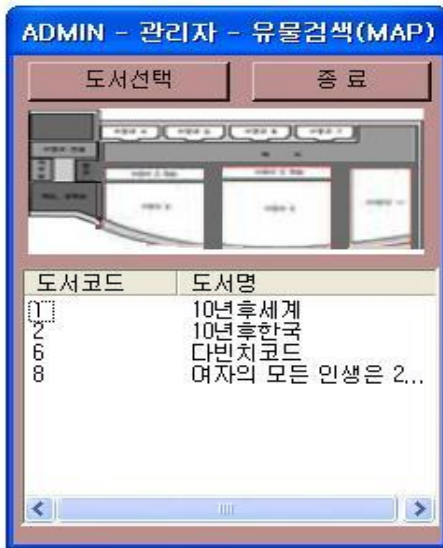 ADMIN - 관리자 - 유물검색(MAP)
도서선택 종 료
도서코드 도서명
1 10년후세계
2 10년후한국
6 다빈치코드
8 여자의 모든 인생은 2...